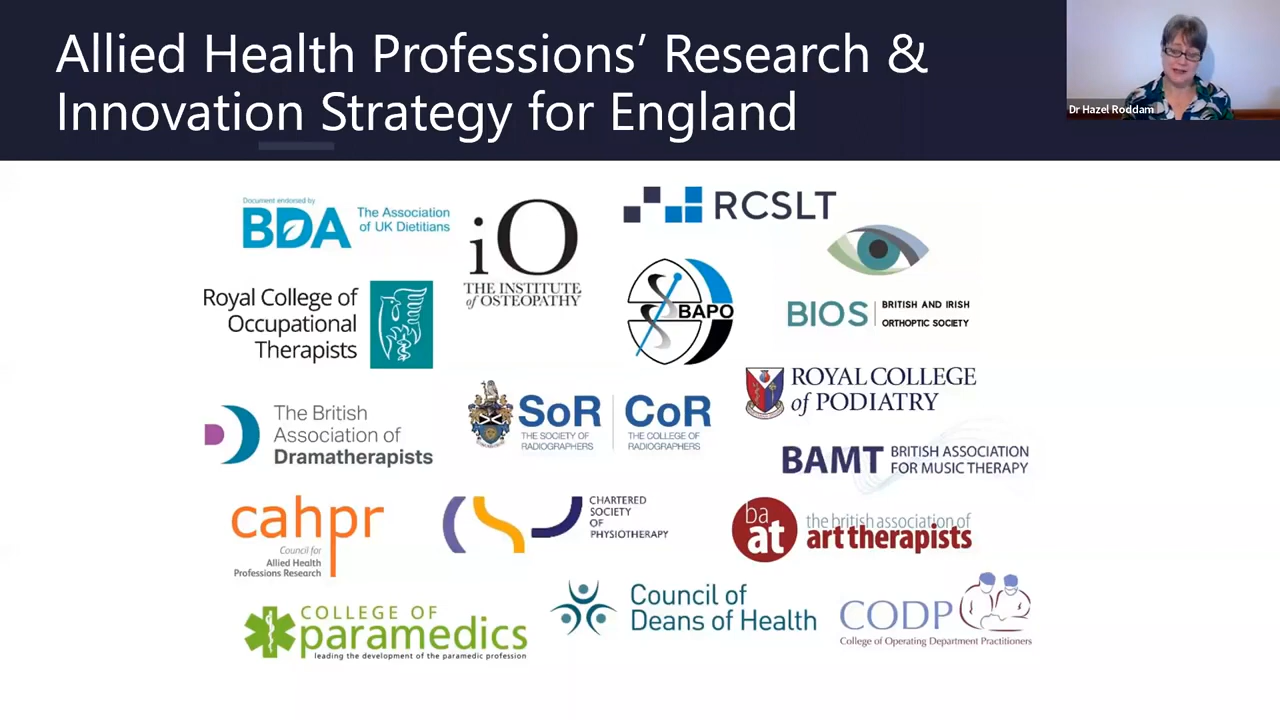 Allied Health Professions’ Research &
Innovation Strategy for England
Dr Hazel Roddam
Document endorsed by
BDA
The Association
of UK Dietitians
iO
THE INSTITUTE
of OSTEOPATHY
RCSLT
Royal College of
Occupational
Therapists
BAPO
BIOS
BRITISH AND IRISH
ORTHOPTIC SOCIETY
The British
Association of
Dramatherapists
SoR
THE SOCIETY OF
RADIOGRAPHERS
CoR
THE COLLEGE OF
RADIOGRAPHERS
ROYAL COLLEGE
of PODIATRY
BAMT
BRITISH ASSOCIATION
FOR MUSIC THERAPY
cahpr
Council for
Allied Health
Professions Research
CHARTERED
SOCIETY
OF
PHYSIOTHERAPY
ba
at
the british association of
art therapists
COLLEGE OF
paramedics
leading the development of the paramedic profession
Council of
Deans of Health
CODP
College of Operating Department Practitioners